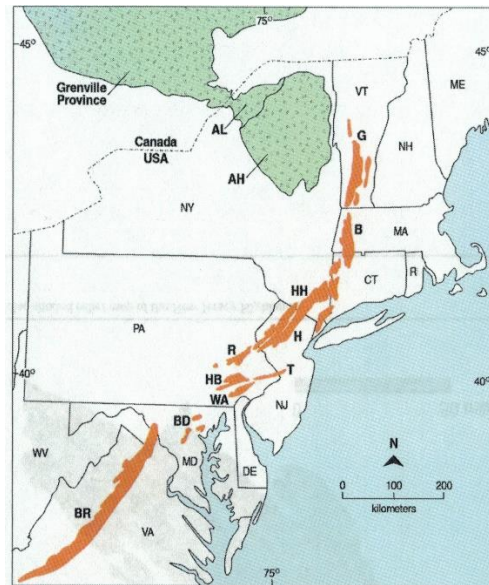 75°
45°
45°
Grenville
Province
AL
VT
ME
G
Canada
USA
NH
AH
NY
B
MA
CT
R
HH
PA
H
R
T
40°
40°
HB
WA
NJ
BD
N
WV
MD
DE
0 100 200
kilometers
BR
VA
75°